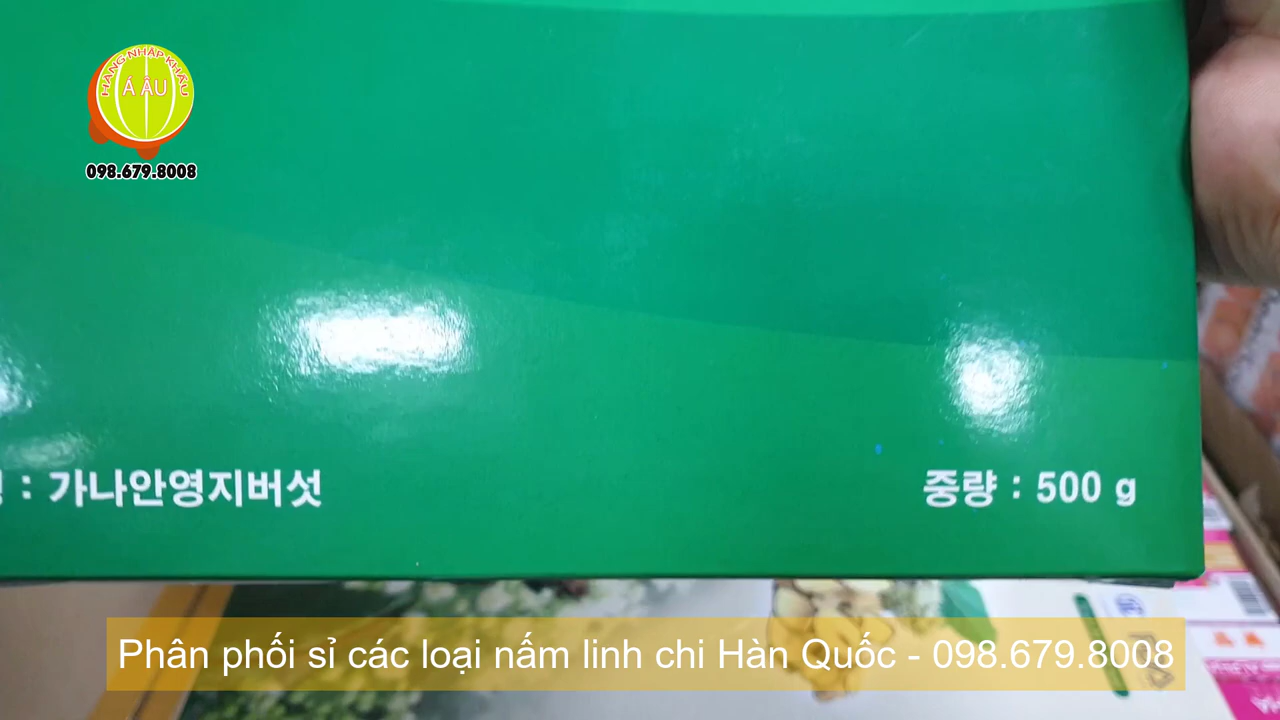 HÀNG NHẬP KHẨU
Á ÂU
098.679.8008
: 가나안영지버섯
중량 : 500 g
Phân phối sỉ các loại nấm linh chi Hàn Quốc - 098.679.8008